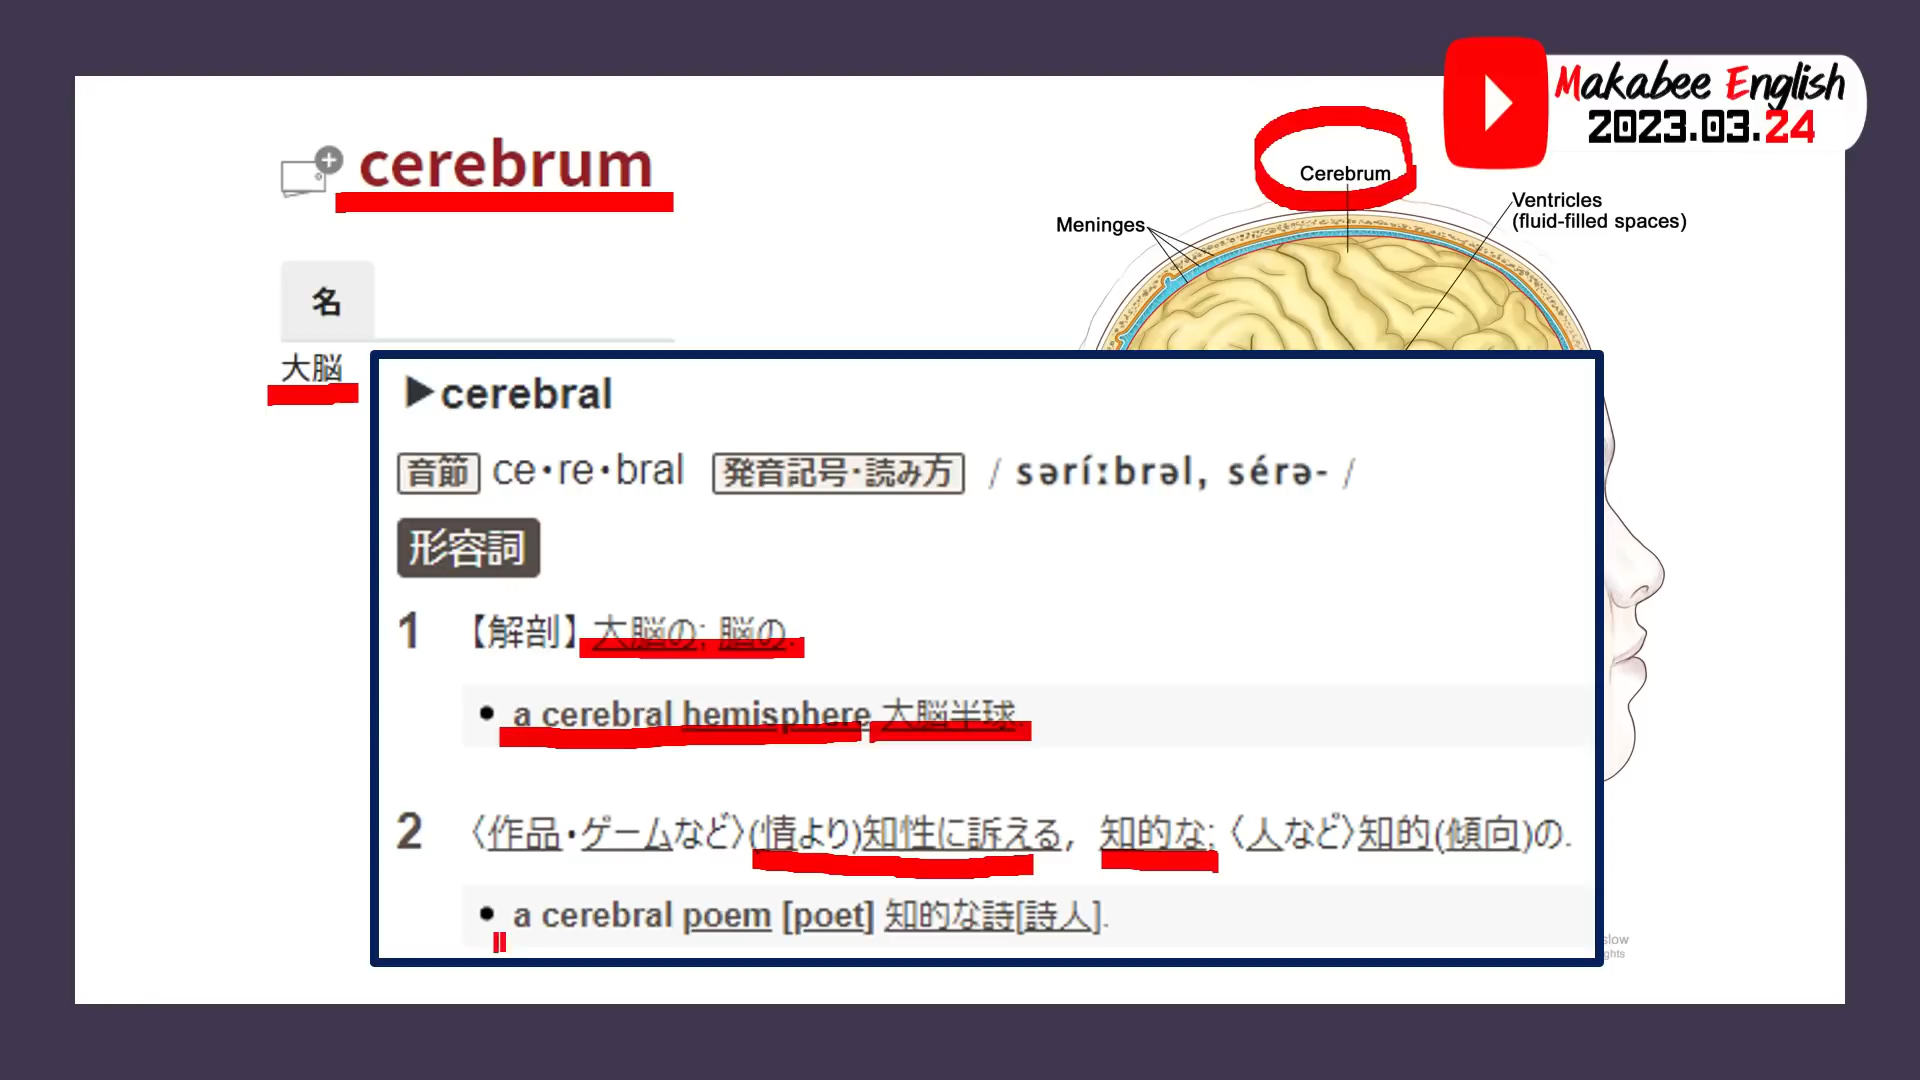 Makabee English
2023.03.24
cerebrum
Cerebrum
Ventricles
(fluid-filled spaces)
Meninges
名
大脳
▶cerebral
音節 ce・re・bral 発音記号・読み方 / səríːbrəl, sérə- /
形容詞
1 【解剖】 大脳の; 脳の.
• a cerebral hemisphere 大脳半球.
2 〈作品・ゲームなど〉(情より)知性に訴える, 知的な; 〈人など〉知的(傾向)の.
• a cerebral poem [poet] 知的な詩[詩人].